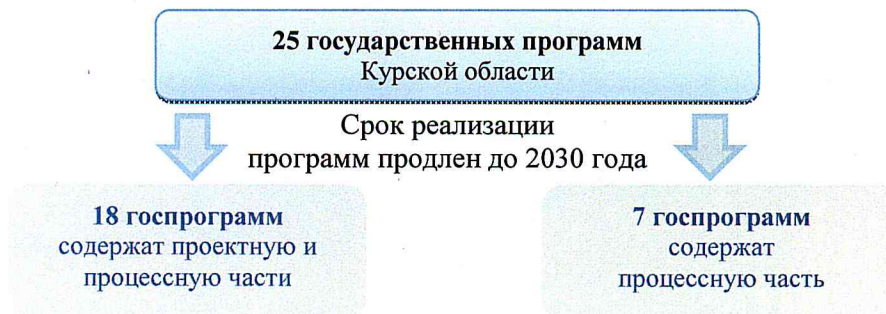 25 государственных программ
Курской области
Срок реализации
программ продлен до 2030 года
18 госпрограмм
содержат проектную и
процессную части
7 госпрограмм
содержат
процессную часть